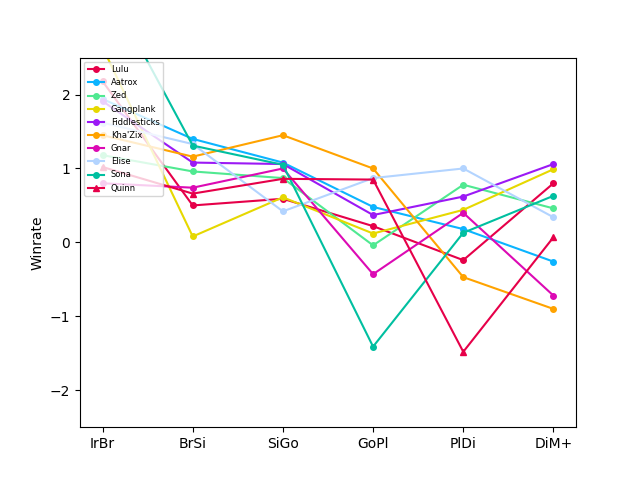 Lulu
Aatrox
Zed
Gangplank
Fiddlesticks
Kha'Zix
Gnar
Elise
Sona
Quinn
Winrate
2
1
0
−1
−2
IrBr BrSi SiGo GoPl PlDi DiM+